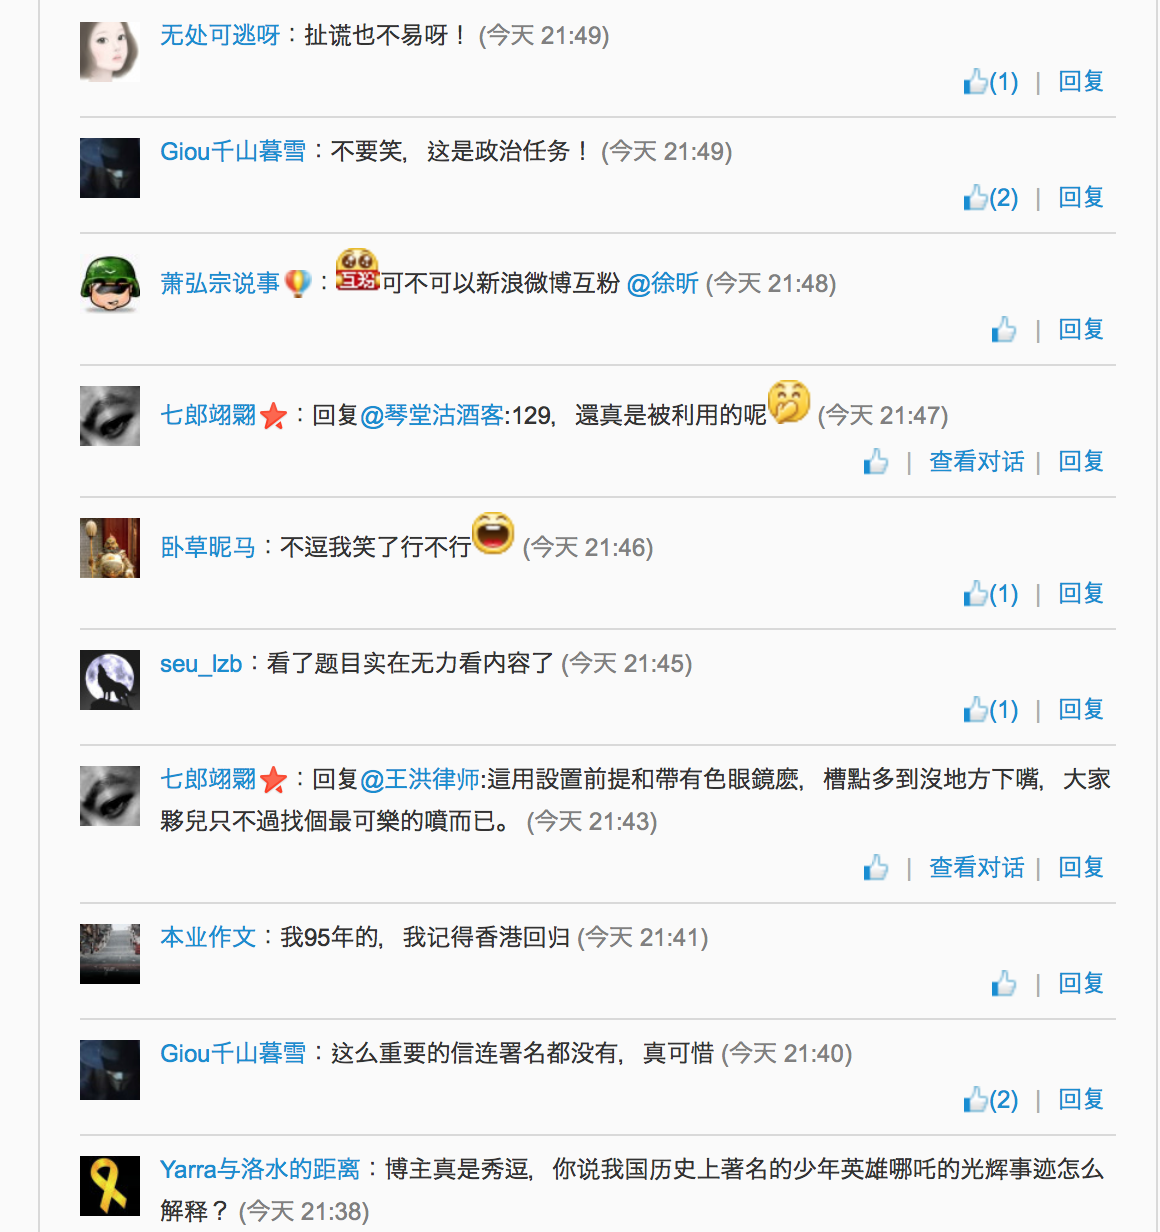 无处可逃呀：扯谎也不易呀！ (今天 21:49)
(1) | 回复
Giou千山暮雪：不要笑，这是政治任务！ (今天 21:49)
(2) | 回复
萧弘宗说事：互粉可不可以新浪微博互粉 @徐昕 (今天 21:48)
| 回复
七郎翊翾：回复@琴堂沽酒客:129，還真是被利用的呢 (今天 21:47)
| 查看对话 | 回复
卧草昵马：不逗我笑了行不行 (今天 21:46)
(1) | 回复
seu_lzb：看了题目实在无力看内容了 (今天 21:45)
(1) | 回复
七郎翊翾：回复@王洪律师:這用設置前提和帶有色眼鏡麽，槽點多到沒地方下嘴，大家
夥兒只不過找個最可樂的噴而已。 (今天 21:43)
| 查看对话 | 回复
本业作文：我95年的，我记得香港回归 (今天 21:41)
| 回复
Giou千山暮雪：这么重要的信连署名都没有，真可惜 (今天 21:40)
(2) | 回复
Yarra与洛水的距离：博主真是秀逗，你说我国历史上著名的少年英雄哪吒的光辉事迹怎么
解释？ (今天 21:38)